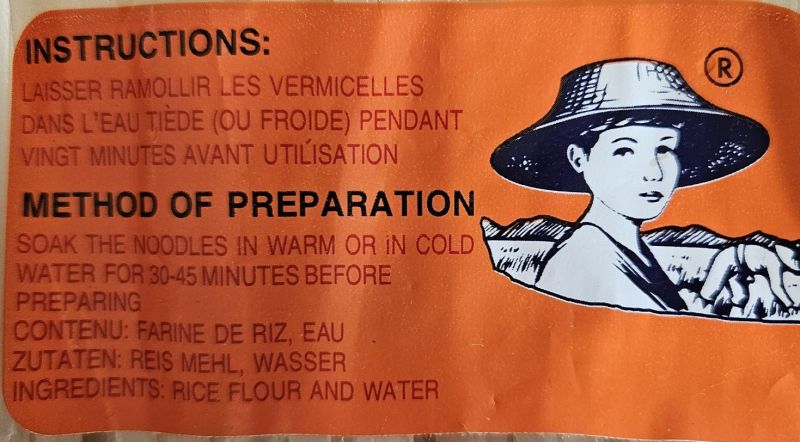 INSTRUCTIONS:
LAISSER RAMOLLIR LES VERMICELLES
DANS L'EAU TIÈDE (OU FROIDE) PENDANT
VINGT MINUTES AVANT UTILISATION
METHOD OF PREPARATION
SOAK THE NOODLES IN WARM OR iN COLD
WATER FOR 30-45 MINUTES BEFORE
PREPARING
CONTENU: FARINE DE RIZ, EAU
ZUTATEN: REIS MEHL, WASSER
INGREDIENTS: RICE FLOUR AND WATER
®